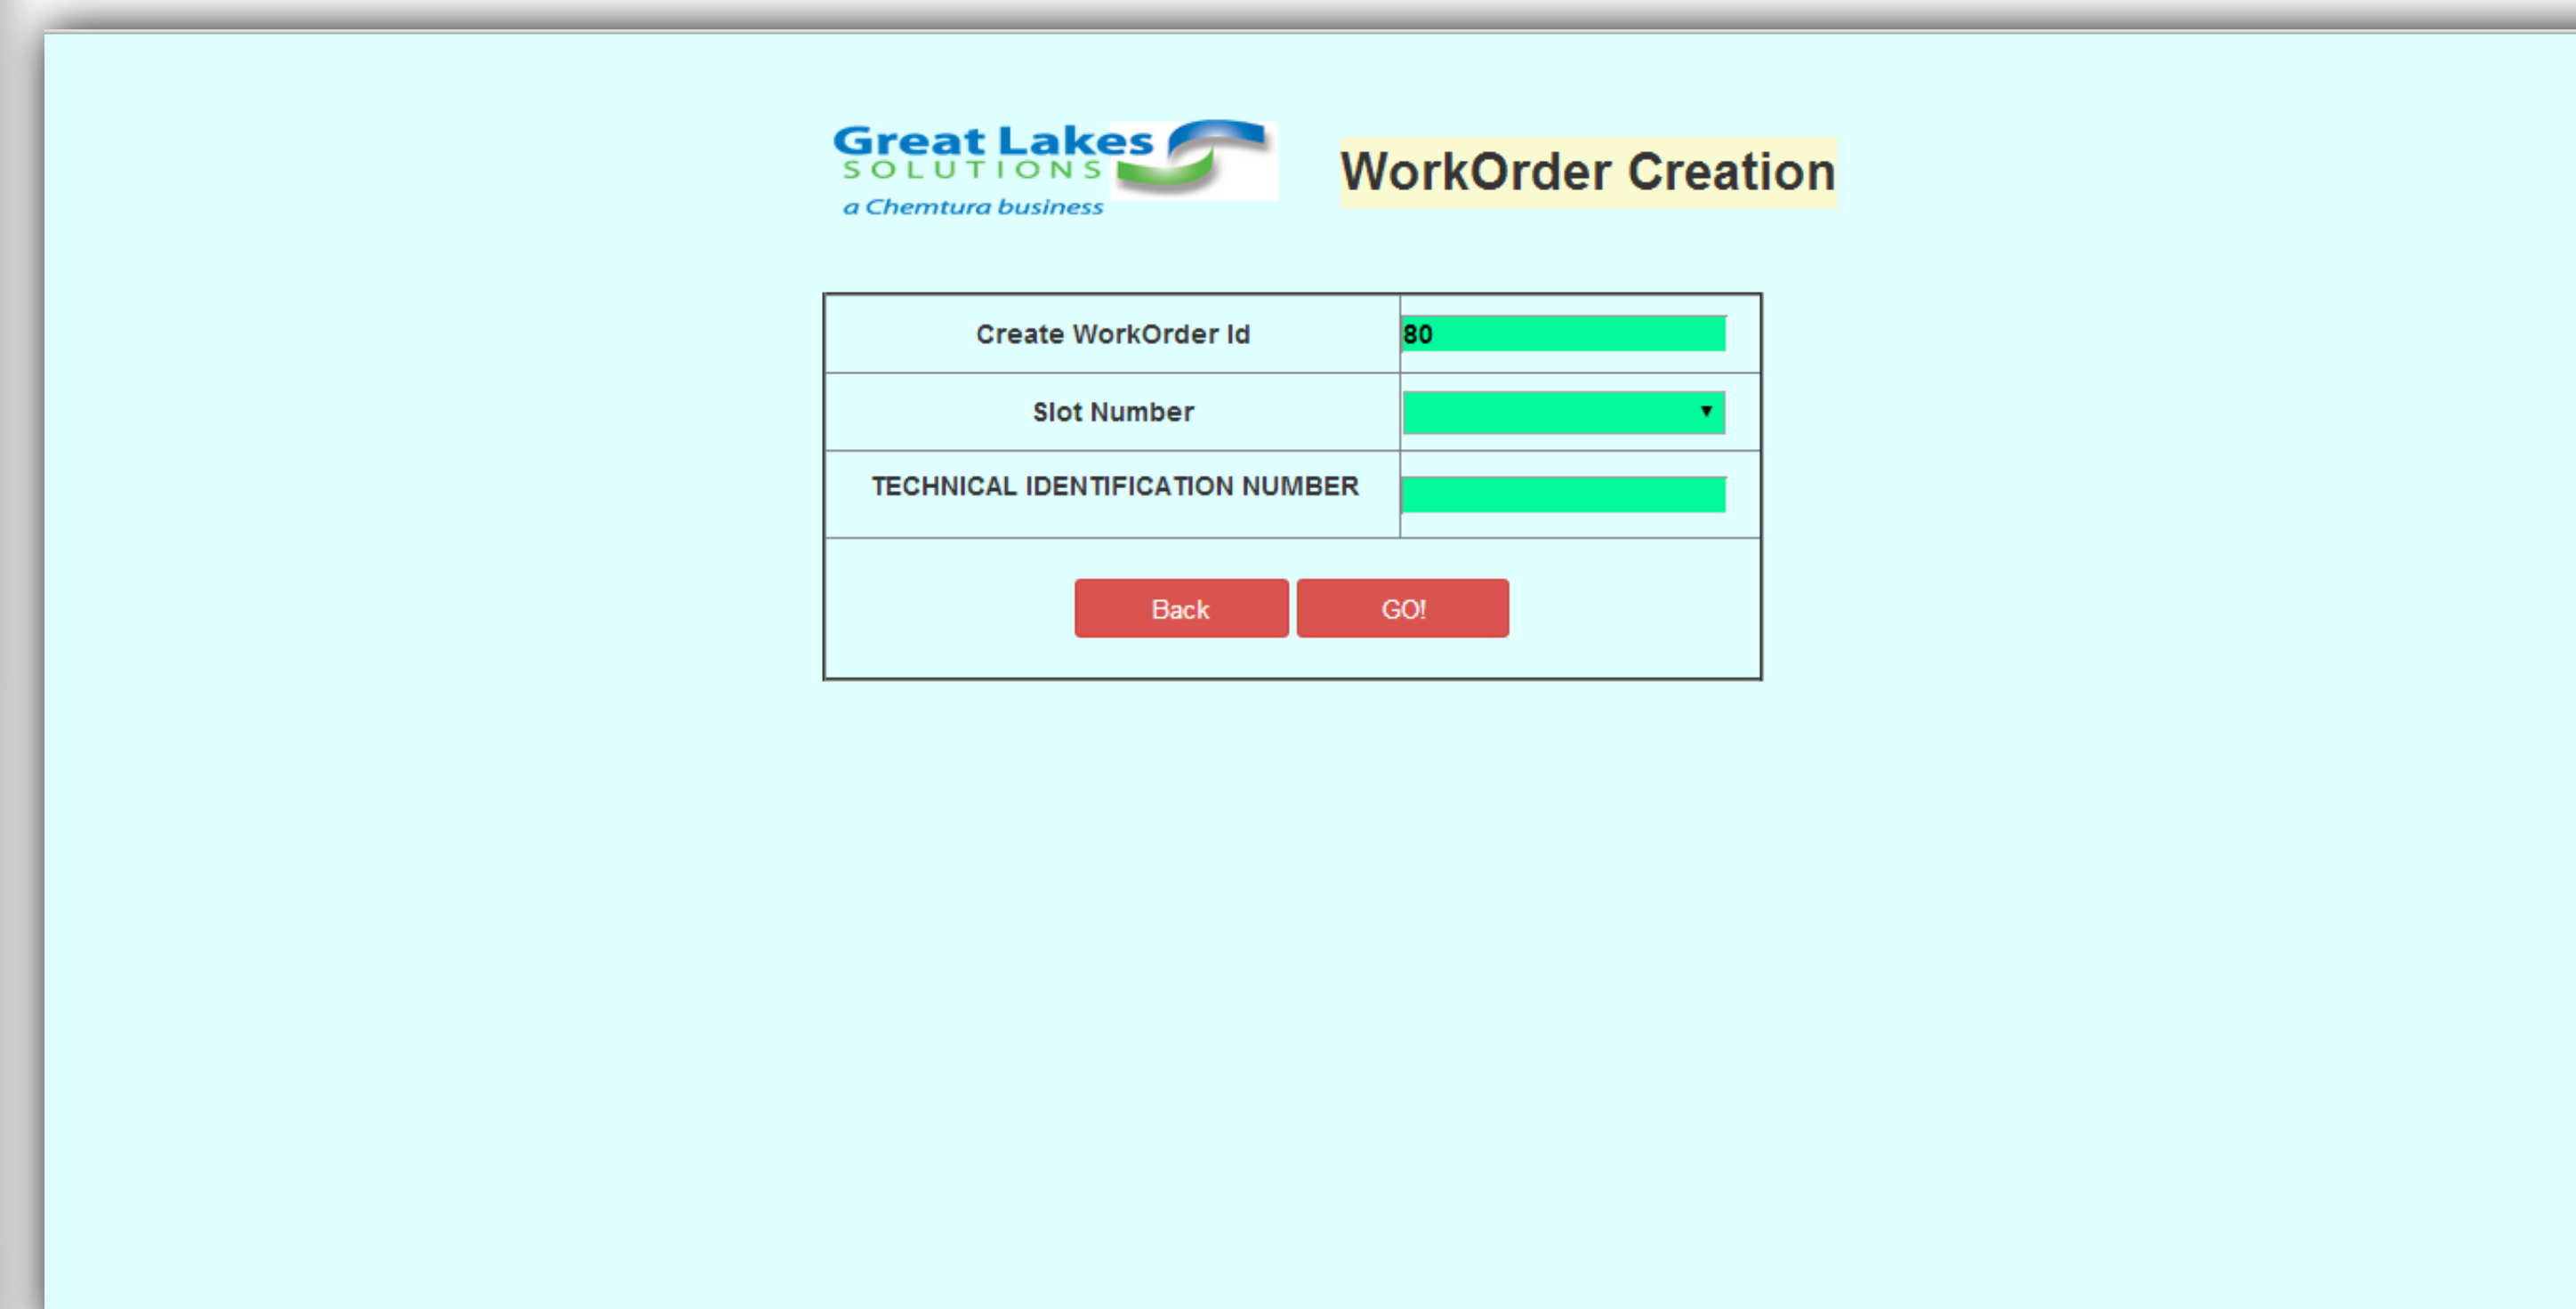 Great Lakes
SOLUTIONS
a Chemtura business
WorkOrder Creation
Create WorkOrder Id 80
Slot Number
TECHNICAL IDENTIFICATION NUMBER
Back GO!